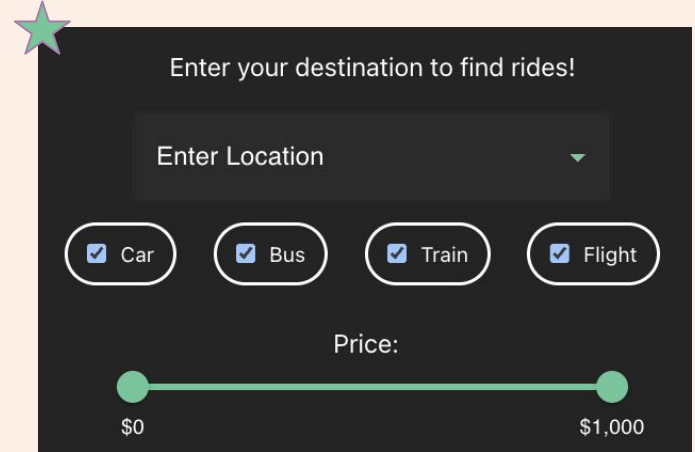 Enter your destination to find rides!
Enter Location
Car Bus Train Flight
Price:
$0 $1,000